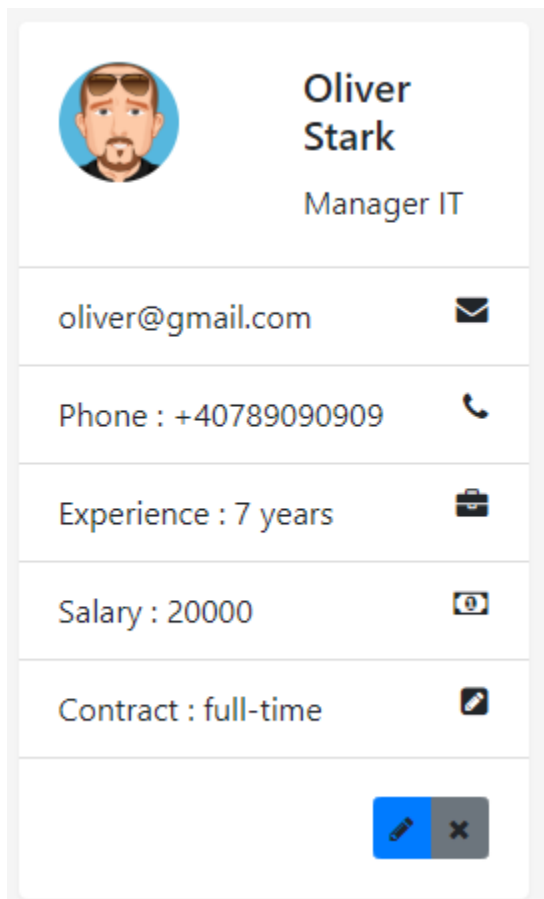 Oliver
Stark
Manager IT
oliver@gmail.com
Phone : +40789090909
Experience : 7 years
Salary : 20000
Contract : full-time